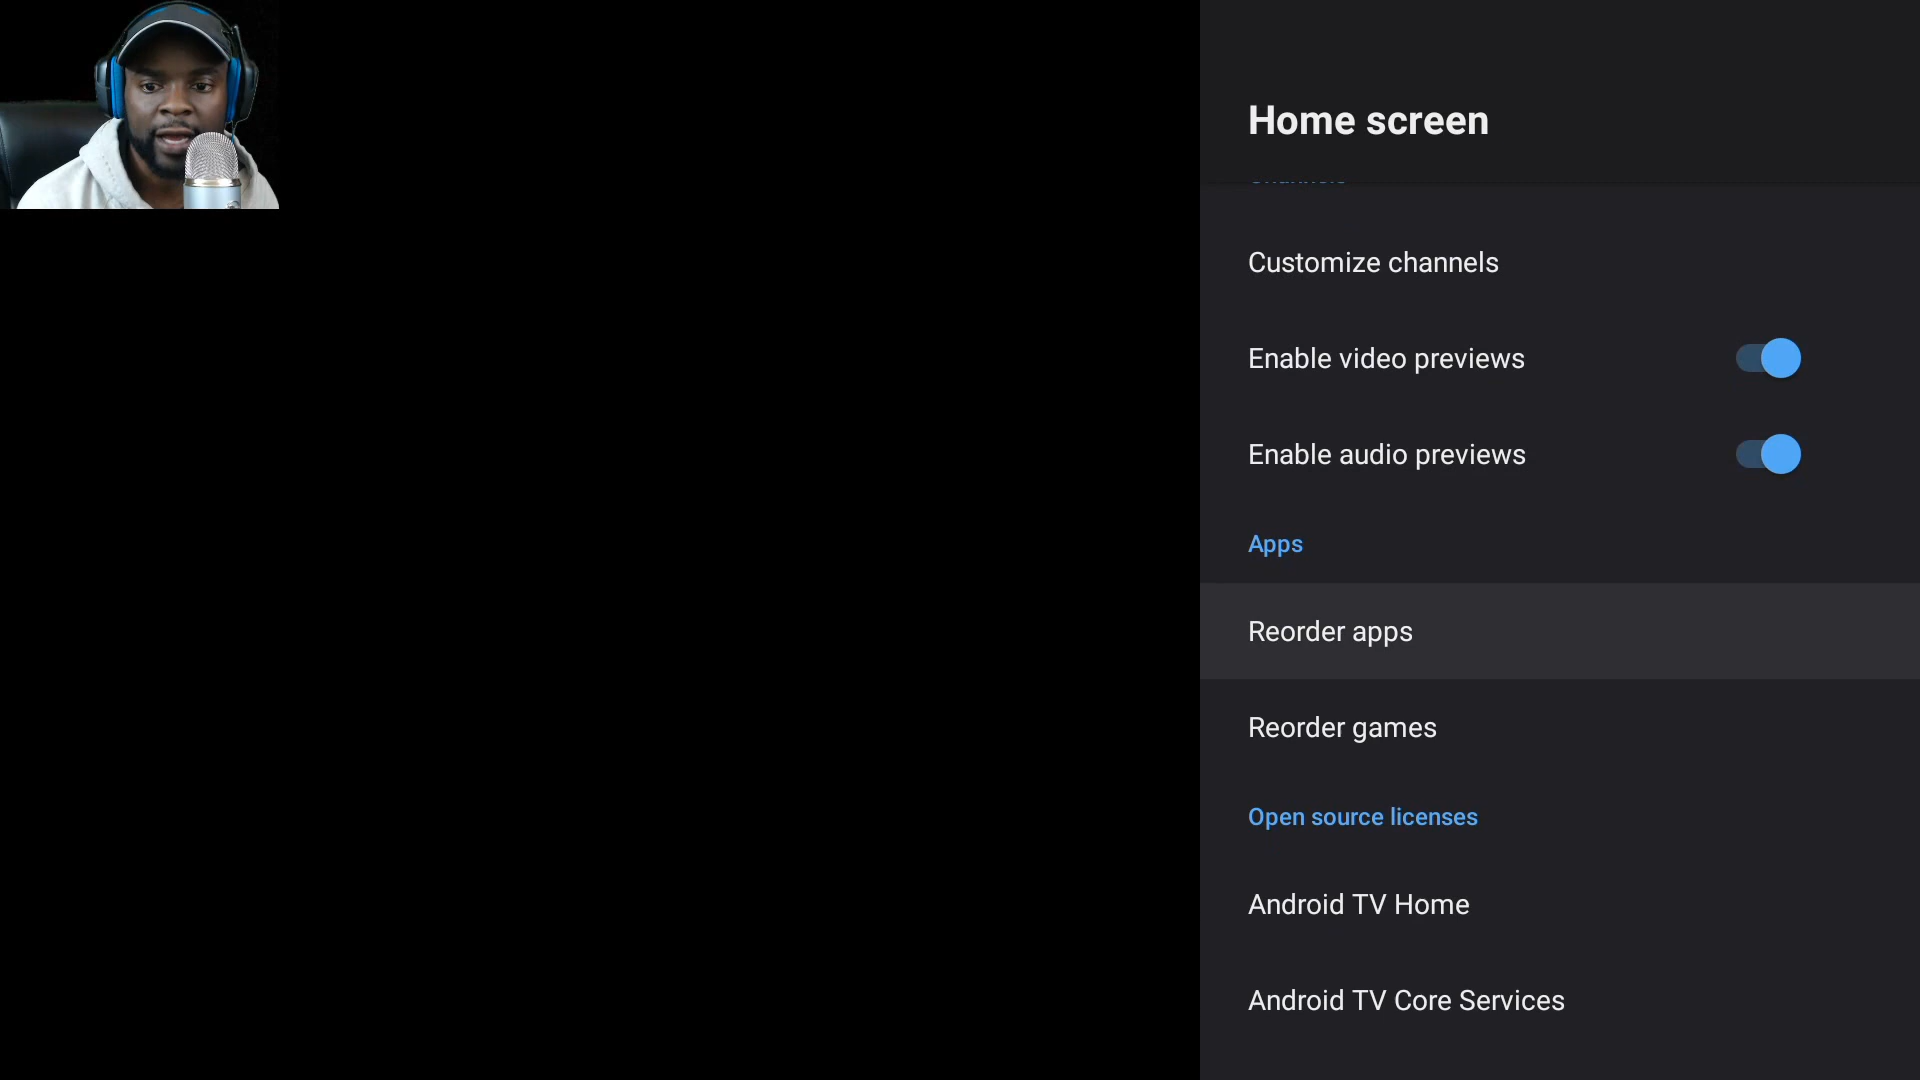 Home screen
Customize channels
Enable video previews
Enable audio previews
Apps
Reorder apps
Reorder games
Open source licenses
Android TV Home
Android TV Core Services